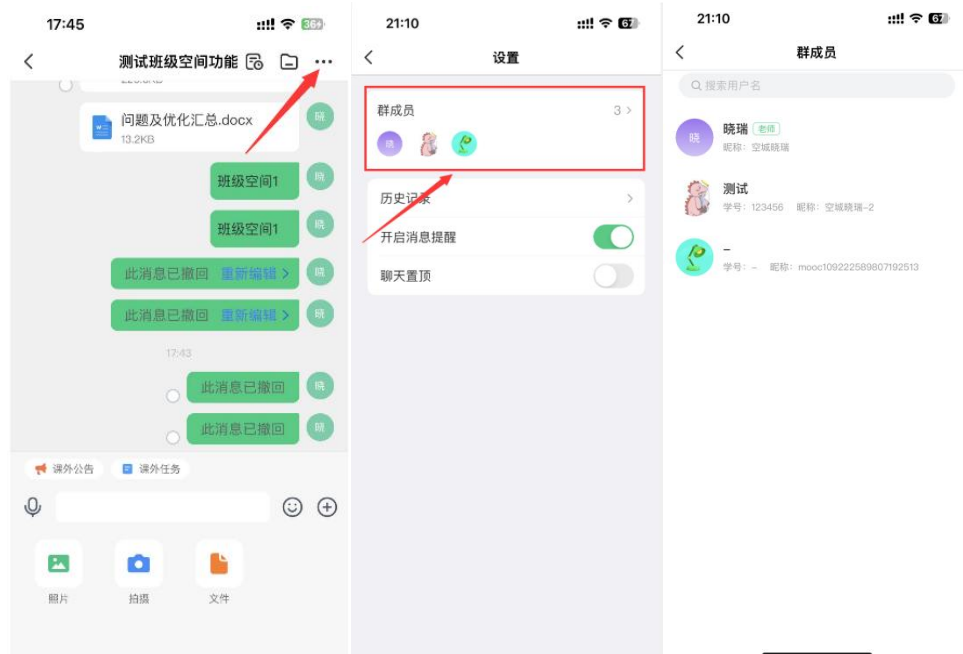 17:45
36
测试班级空间功能
问题及优化汇总.docx
13.2KB
晓
班级空间1
晓
班级空间1
晓
此消息已撤回 重新编辑 >
晓
此消息已撤回 重新编辑 >
晓
17:43
此消息已撤回
晓
此消息已撤回
晓
课外公告 课外任务
照片 拍摄 文件
21:10
67
设置
群成员 3 >
晓
历史记录
开启消息提醒
聊天置顶
21:10
67
群成员
搜索用户名
晓
晓瑞 老师
昵称：空城晓瑞
测试
学号：123456 昵称：空城晓瑞-2
–
学号：– 昵称：mooc109222589807192513